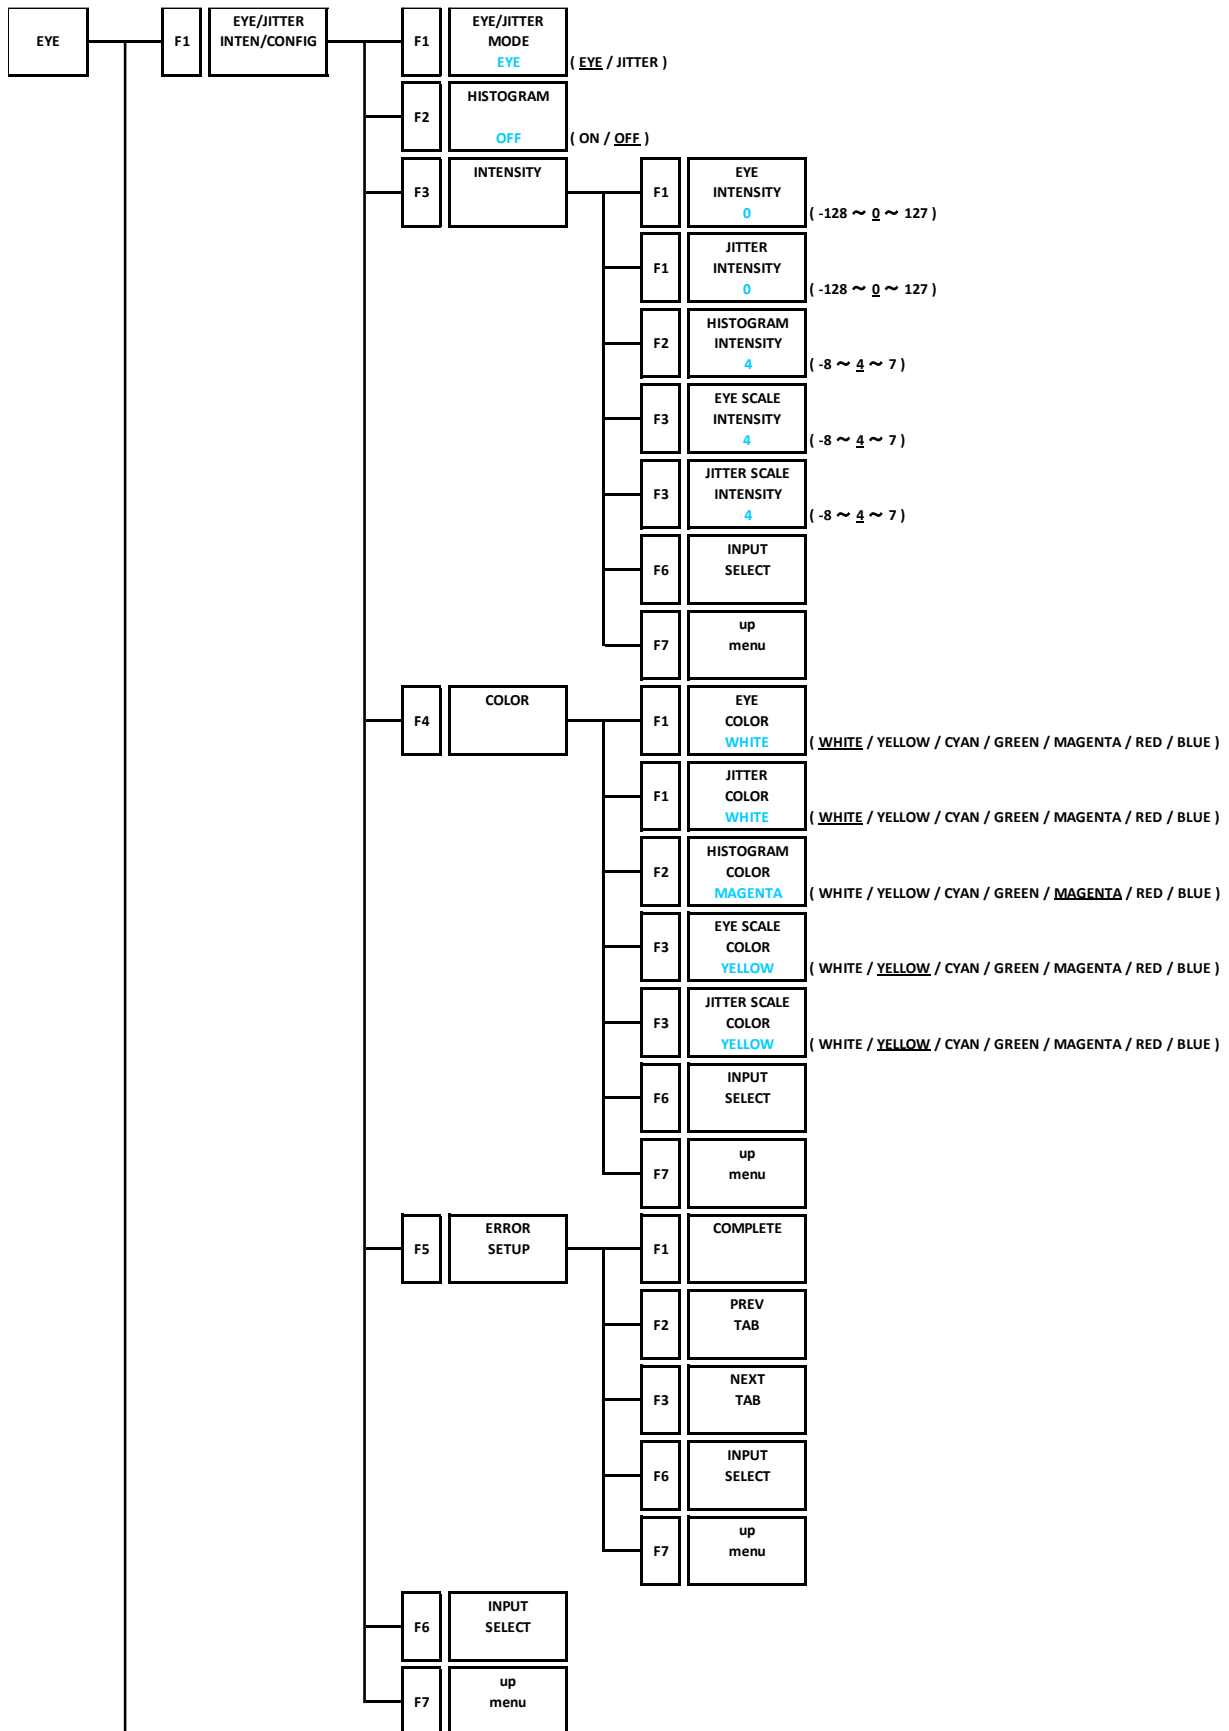 EYE
F1
EYE/JITTER
INTEN/CONFIG
F1
EYE/JITTER
MODE
EYE
( EYE / JITTER )
F2
HISTOGRAM
OFF
( ON / OFF )
F3
INTENSITY
F1
EYE
INTENSITY
0
( -128 ～ 0 ～ 127 )
F1
JITTER
INTENSITY
0
( -128 ～ 0 ～ 127 )
F2
HISTOGRAM
INTENSITY
4
( -8 ～ 4 ～ 7 )
F3
EYE SCALE
INTENSITY
4
( -8 ～ 4 ～ 7 )
F3
JITTER SCALE
INTENSITY
4
( -8 ～ 4 ～ 7 )
F6
INPUT
SELECT
F7
up
menu
F4
COLOR
F1
EYE
COLOR
WHITE
( WHITE / YELLOW / CYAN / GREEN / MAGENTA / RED / BLUE )
F1
JITTER
COLOR
WHITE
( WHITE / YELLOW / CYAN / GREEN / MAGENTA / RED / BLUE )
F2
HISTOGRAM
COLOR
MAGENTA
( WHITE / YELLOW / CYAN / GREEN / MAGENTA / RED / BLUE )
F3
EYE SCALE
COLOR
YELLOW
( WHITE / YELLOW / CYAN / GREEN / MAGENTA / RED / BLUE )
F3
JITTER SCALE
COLOR
YELLOW
( WHITE / YELLOW / CYAN / GREEN / MAGENTA / RED / BLUE )
F6
INPUT
SELECT
F7
up
menu
F5
ERROR
SETUP
F1
COMPLETE
F2
PREV
TAB
F3
NEXT
TAB
F6
INPUT
SELECT
F7
up
menu
F6
INPUT
SELECT
F7
up
menu